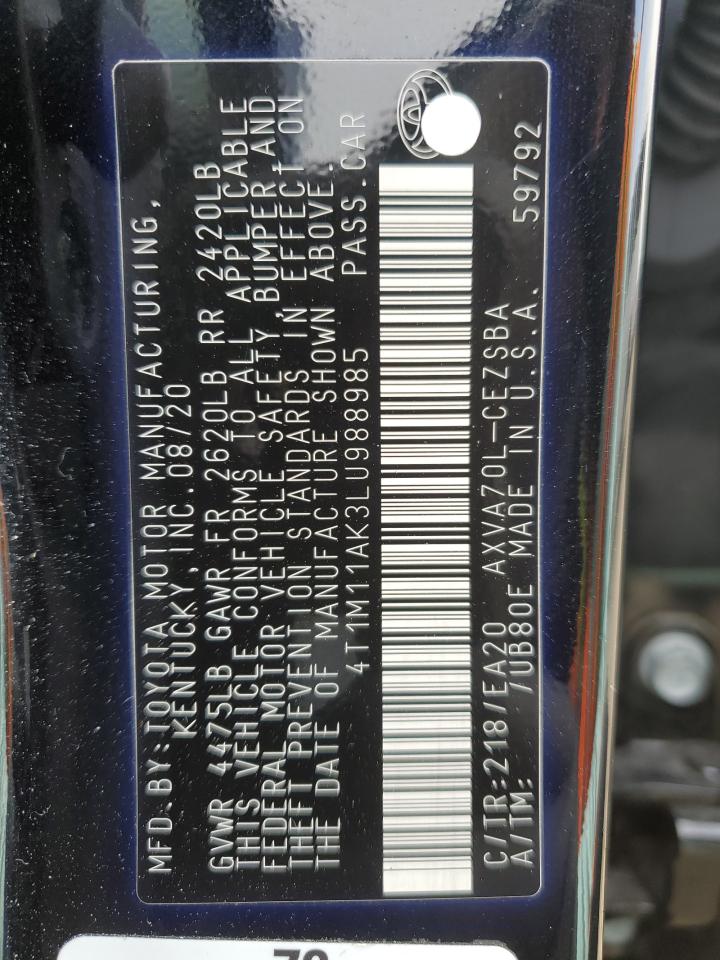 MFD.BY:TOYOTA MOTOR MANUFACTURING,
KENTUCKY,INC.08/20
GVWR 4475LB GAWR FR 2620LB RR 2420LB
THIS VEHICLE CONFORMS TO ALL APPLICABLE
FEDERAL MOTOR VEHICLE SAFETY,BUMPER AND
THEFT PREVENTION STANDARDS IN EFFECT ON
THE DATE OF MANUFACTURE SHOWN ABOVE.
4T1M11AK3LU988985 PASS.CAR
C/TR:218/EA20 AXVA70L-CEZSBA
A/TM: /UB80E MADE IN U.S.A. 59792